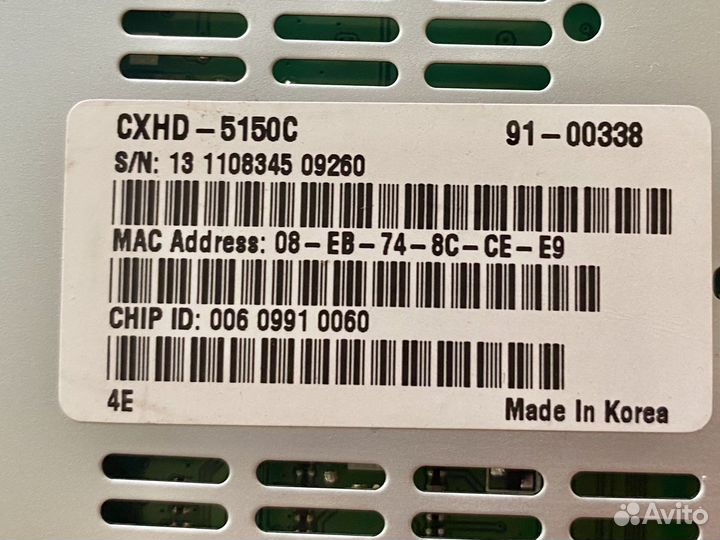 CXHD-5150C 91-00338
S/N: 13 1108345 09260
MAC Address: 08-EB-74-8C-CE-E9
CHIP ID: 006 0991 0060
4E Made In Korea
Avito